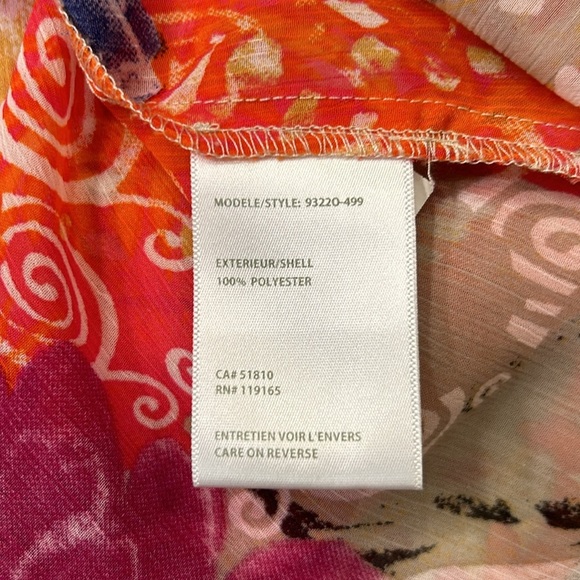 MODELE/STYLE: 93220-499
EXTERIEUR/SHELL
100% POLYESTER
CA# 51810
RN# 119165
ENTRETIEN VOIR L'ENVERS
CARE ON REVERSE